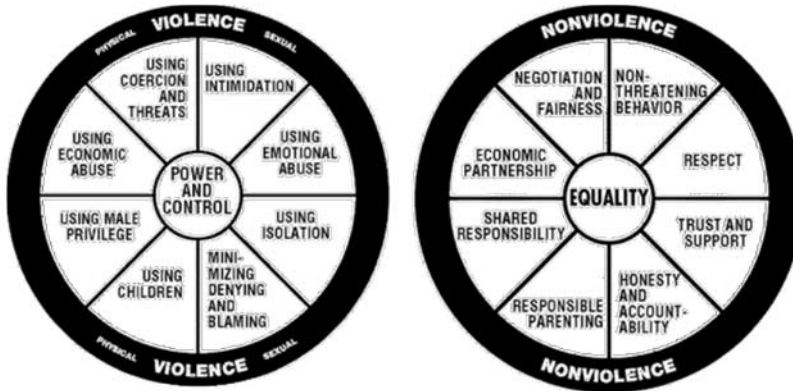 VIOLENCE
PHYSICAL
SEXUAL
USING
COERCION
AND
THREATS
USING
INTIMIDATION
USING
ECONOMIC
ABUSE
USING
EMOTIONAL
ABUSE
POWER
AND
CONTROL
USING MALE
PRIVILEGE
USING
ISOLATION
USING
CHILDREN
MINI-
MIZING
DENYING
AND
BLAMING
PHYSICAL
SEXUAL
VIOLENCE
NONVIOLENCE
NEGOTIATION
AND
FAIRNESS
NON-
THREATENING
BEHAVIOR
ECONOMIC
PARTNERSHIP
RESPECT
EQUALITY
SHARED
RESPONSIBILITY
TRUST AND
SUPPORT
RESPONSIBLE
PARENTING
HONESTY
AND
ACCOUNT-
ABILITY
NONVIOLENCE